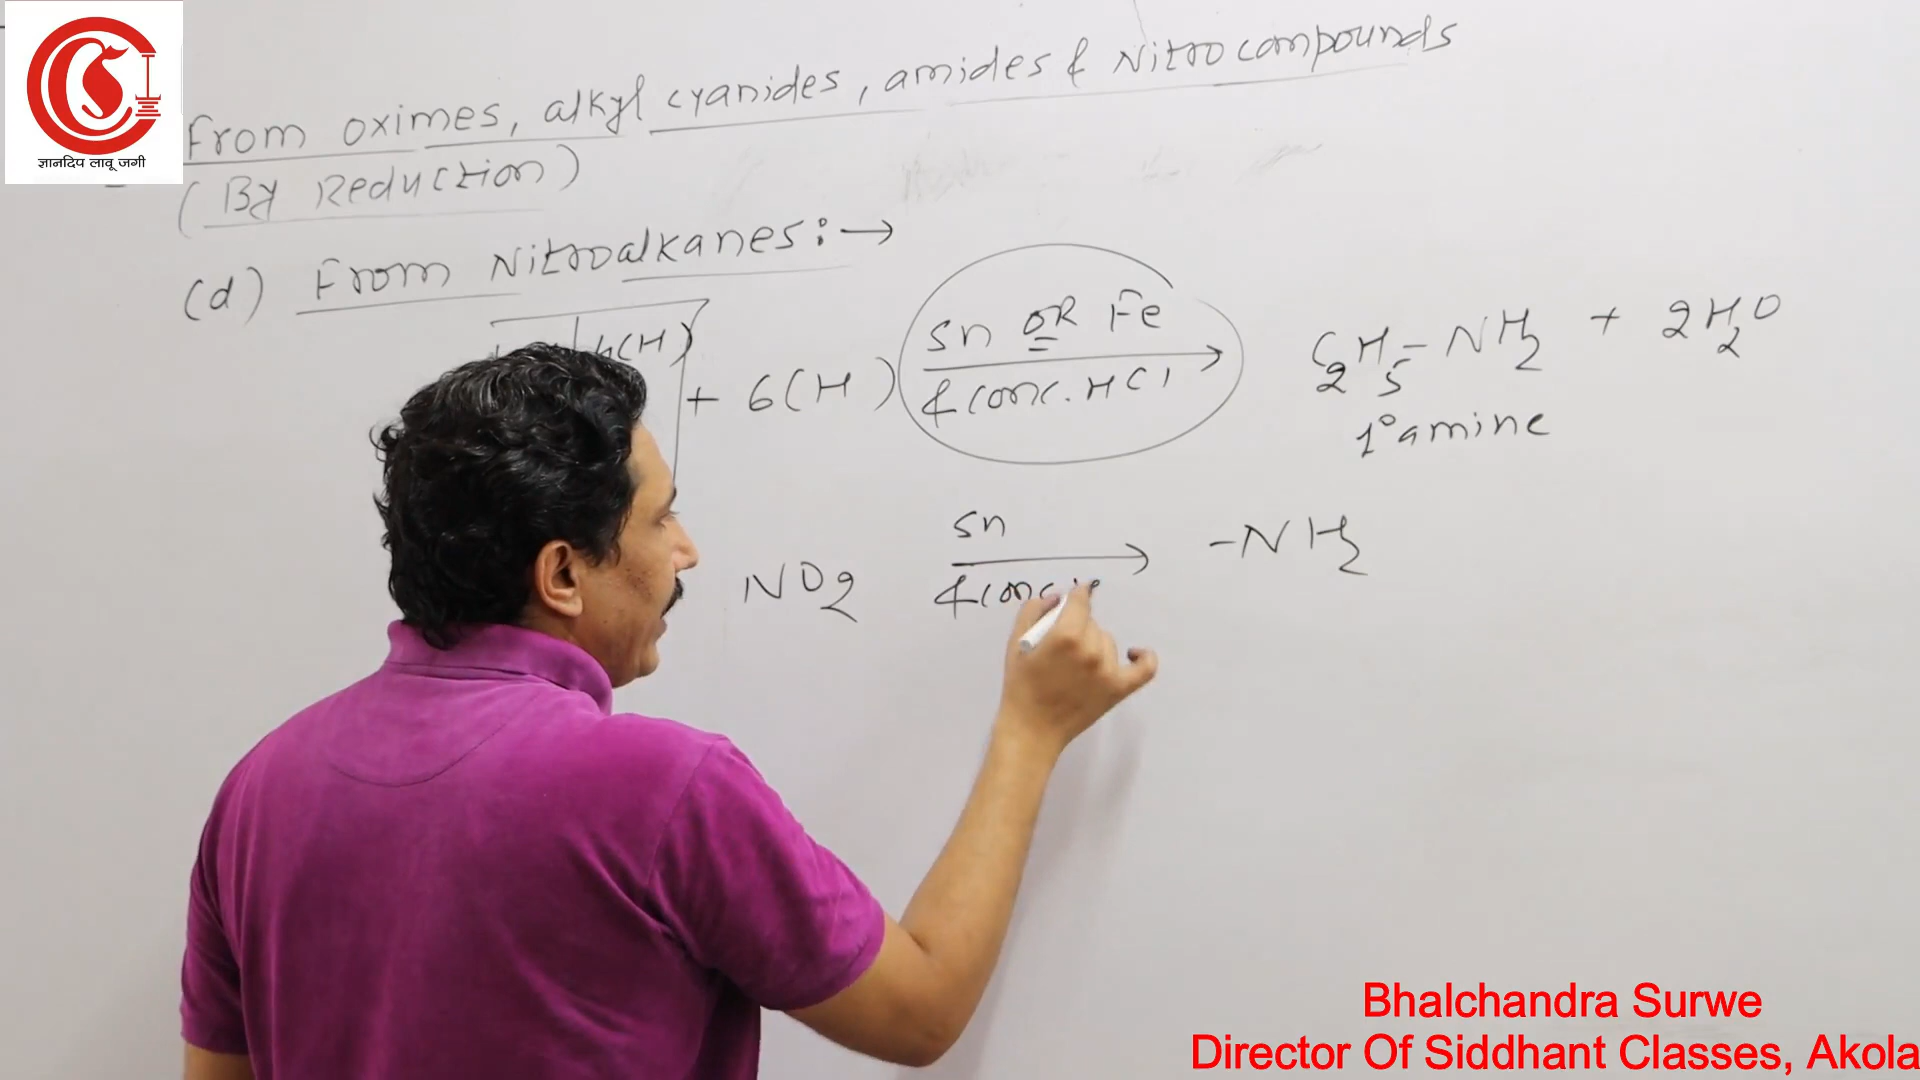 ज्ञानदिप लावू जगी
From oximes, alkyl cyanides, amides & Nitro compounds
(By Reduction)
(d) From Nitroalkanes:→
(H) + 6(H) Sn OR Fe & conc. HCl → C2H5-NH2 + 2H2O
1° amine
NO2 Sn & conc → -NH2
Bhalchandra Surwe
Director Of Siddhant Classes, Akola